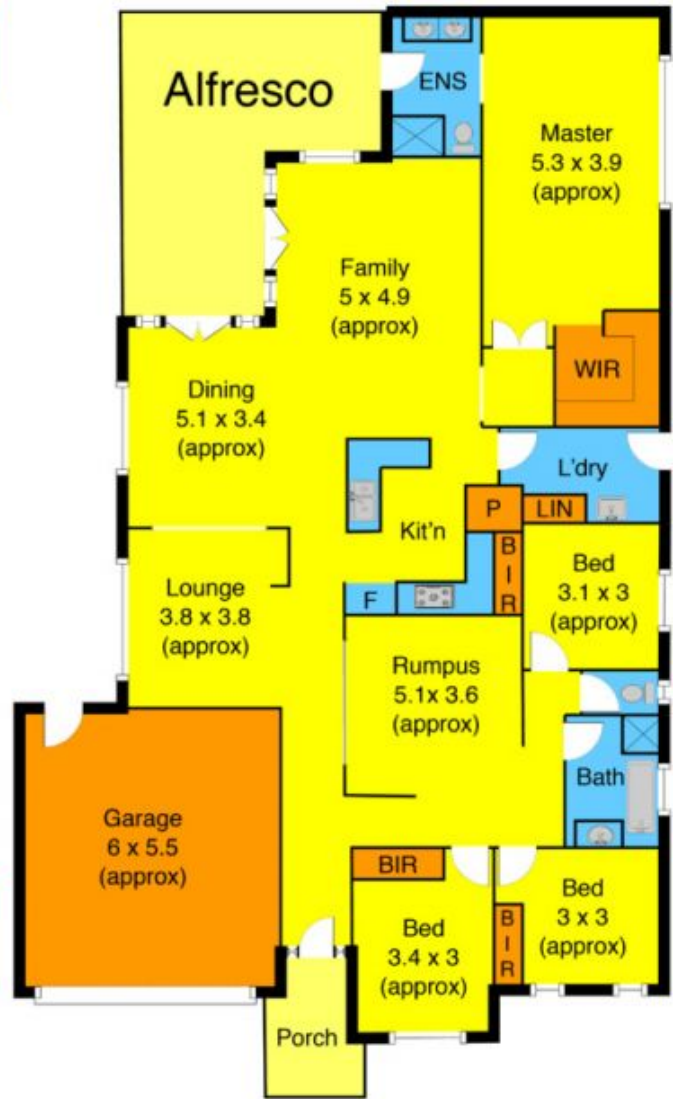 Alfresco
ENS
Master
5.3 x 3.9
(approx)
Family
5 x 4.9
(approx)
WIR
Dining
5.1 x 3.4
(approx)
L'dry
P
LIN
Kit'n
B
I
R
Bed
3.1 x 3
(approx)
Lounge
3.8 x 3.8
(approx)
F
Rumpus
5.1x 3.6
(approx)
Bath
Garage
6 x 5.5
(approx)
BIR
Bed
3.4 x 3
(approx)
B
I
R
Bed
3 x 3
(approx)
Porch